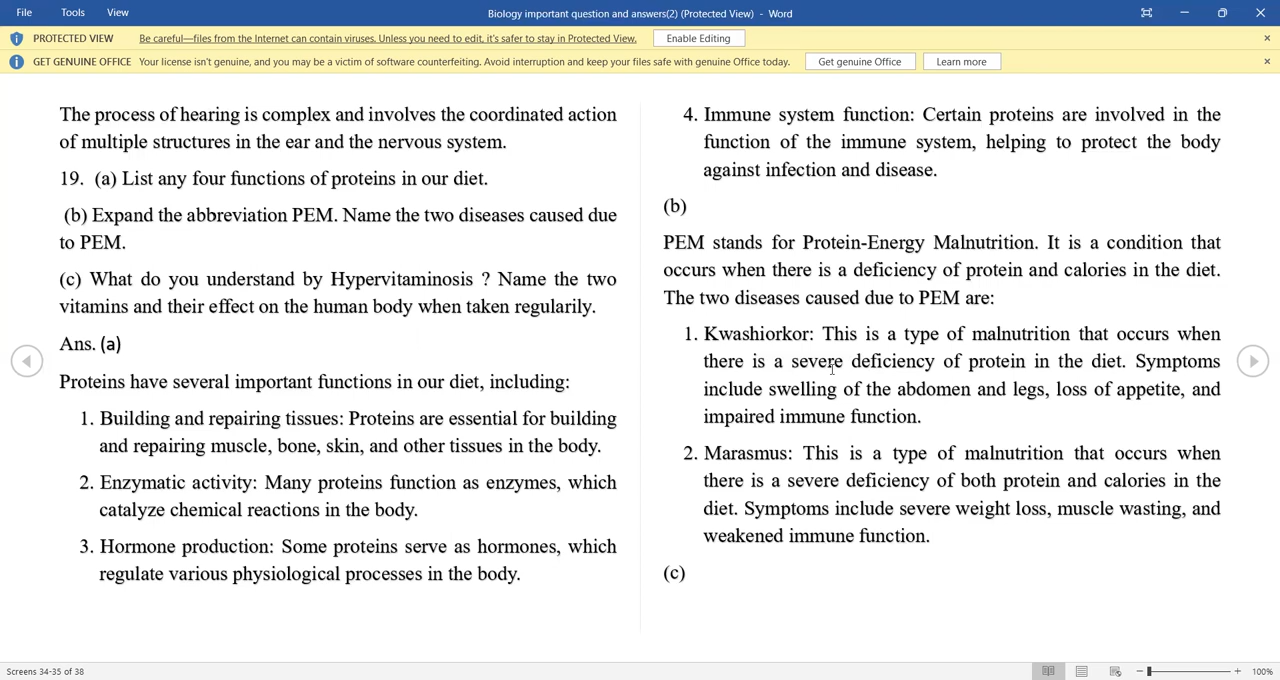 File Tools View Biology important question and answers(2) (Protected View) - Word
PROTECTED VIEW Be careful—files from the Internet can contain viruses. Unless you need to edit, it's safer to stay in Protected View. Enable Editing
GET GENUINE OFFICE Your license isn't genuine, and you may be a victim of software counterfeiting. Avoid interruption and keep your files safe with genuine Office today. Get genuine Office Learn more
The process of hearing is complex and involves the coordinated action
of multiple structures in the ear and the nervous system.
19. (a) List any four functions of proteins in our diet.
(b) Expand the abbreviation PEM. Name the two diseases caused due
to PEM.
(c) What do you understand by Hypervitaminosis ? Name the two
vitamins and their effect on the human body when taken regularily.
Ans. (a)
Proteins have several important functions in our diet, including:
1. Building and repairing tissues: Proteins are essential for building
and repairing muscle, bone, skin, and other tissues in the body.
2. Enzymatic activity: Many proteins function as enzymes, which
catalyze chemical reactions in the body.
3. Hormone production: Some proteins serve as hormones, which
regulate various physiological processes in the body.
4. Immune system function: Certain proteins are involved in the
function of the immune system, helping to protect the body
against infection and disease.
(b)
PEM stands for Protein-Energy Malnutrition. It is a condition that
occurs when there is a deficiency of protein and calories in the diet.
The two diseases caused due to PEM are:
1. Kwashiorkor: This is a type of malnutrition that occurs when
there is a severe deficiency of protein in the diet. Symptoms
include swelling of the abdomen and legs, loss of appetite, and
impaired immune function.
2. Marasmus: This is a type of malnutrition that occurs when
there is a severe deficiency of both protein and calories in the
diet. Symptoms include severe weight loss, muscle wasting, and
weakened immune function.
(c)
Screens 34-35 of 38 100%